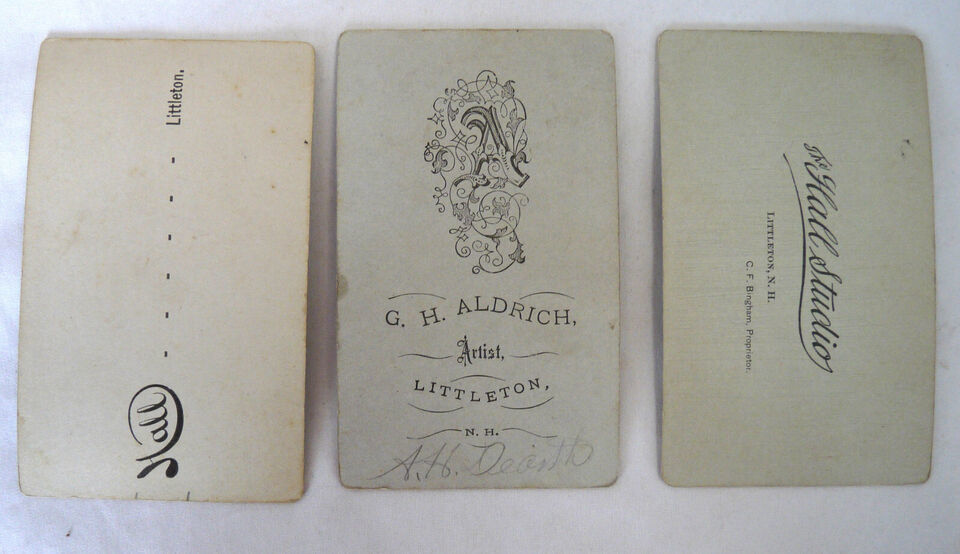 Hall - - - - - - Littleton.
A
G. H. ALDRICH,
Artist,
LITTLETON,
N. H.
A. H.
The Hall Studio
LITTLETON, N. H.
C. F. Bingham, Proprietor.